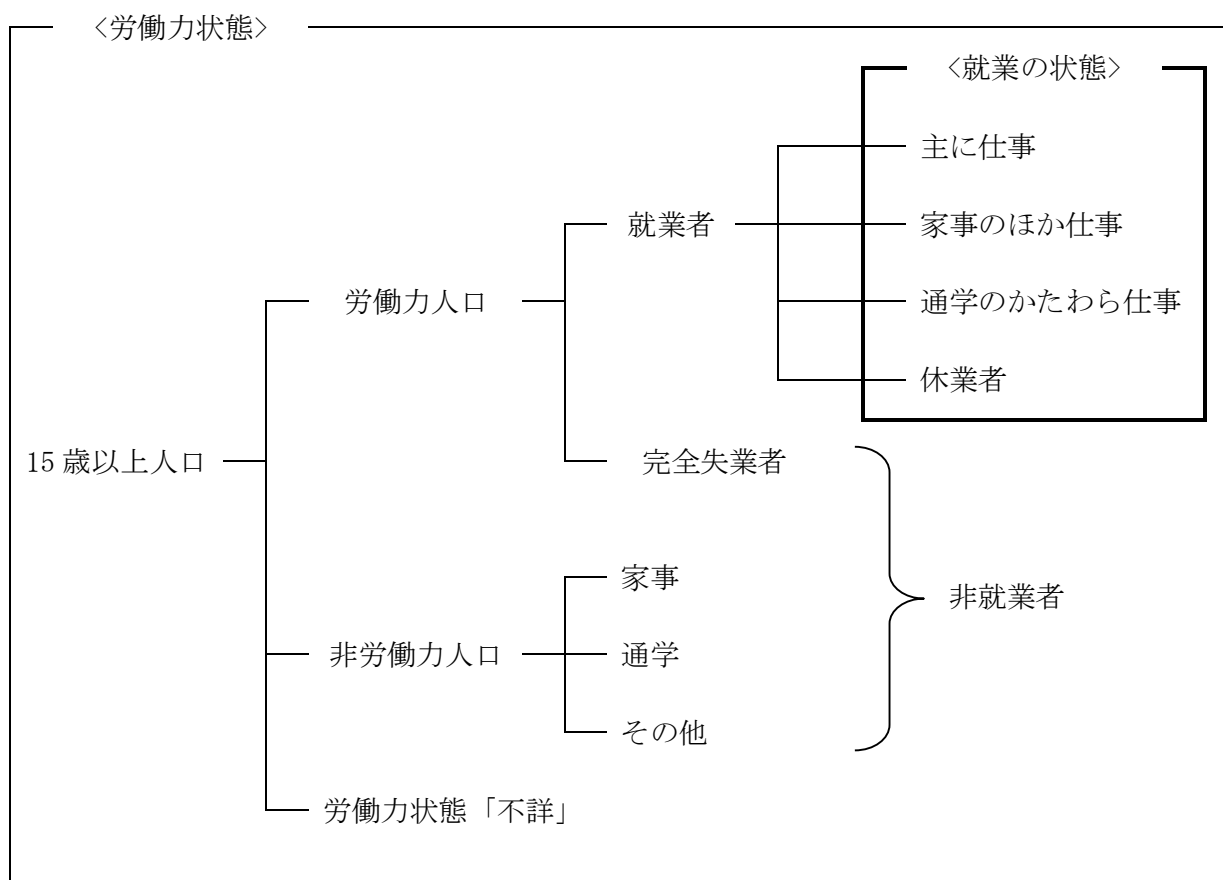 <労働力状態>
<就業の状態>
主に仕事
就業者
家事のほか仕事
労働力人口
通学のかたわら仕事
休業者
15歳以上人口
完全失業者
家事
非就業者
非労働力人口
通学
その他
労働力状態「不詳」